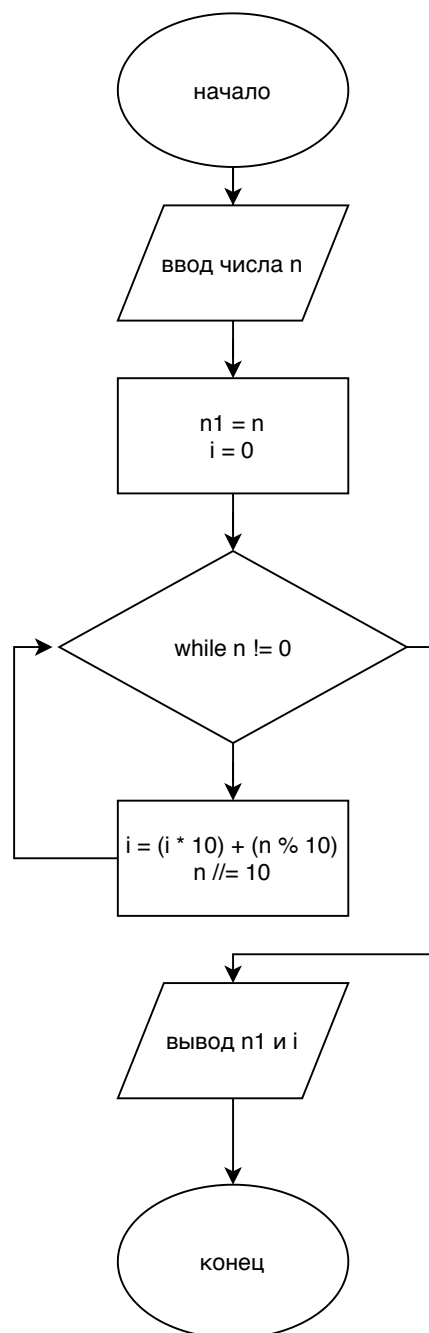 начало
ввод числа n
n1 = n
i = 0
while n != 0
i = (i * 10) + (n % 10)
n //= 10
вывод n1 и i
конец